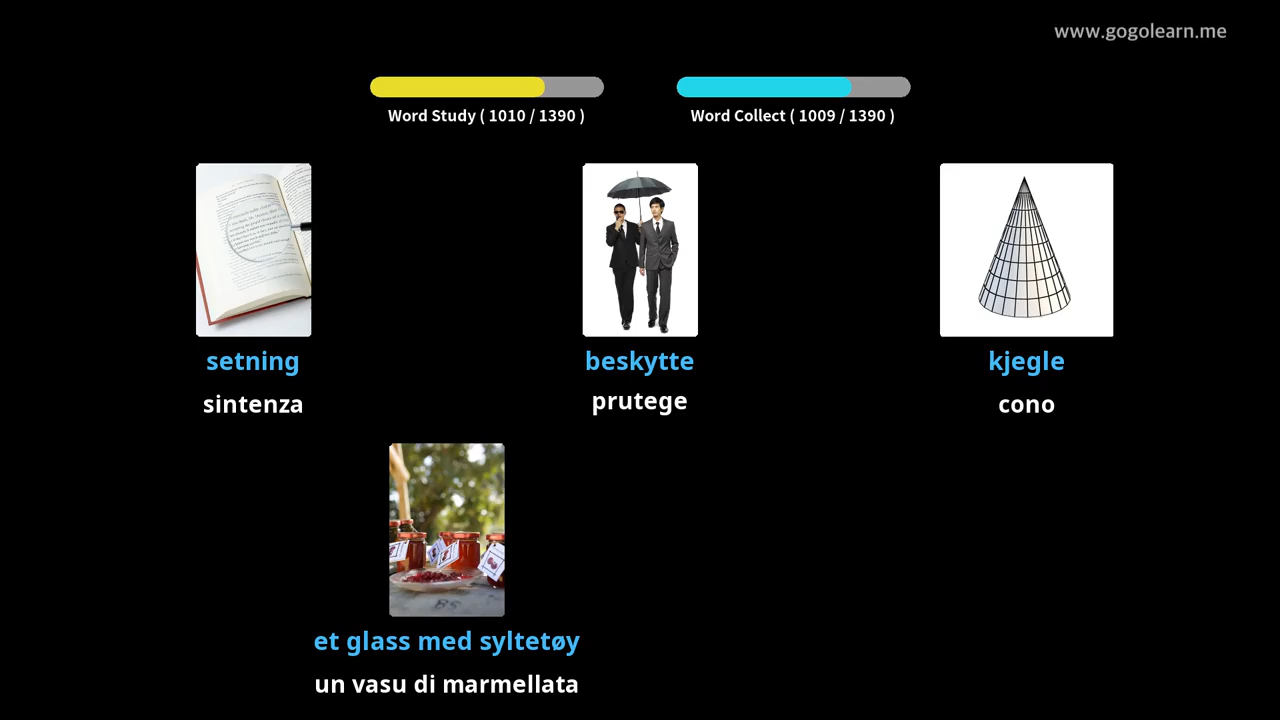 www.gogolearn.me
Word Study ( 1010 / 1390 )
Word Collect ( 1009 / 1390 )
setning
beskytte
kjegle
sintenza
prutege
cono
et glass med syltetøy
un vasu di marmellata